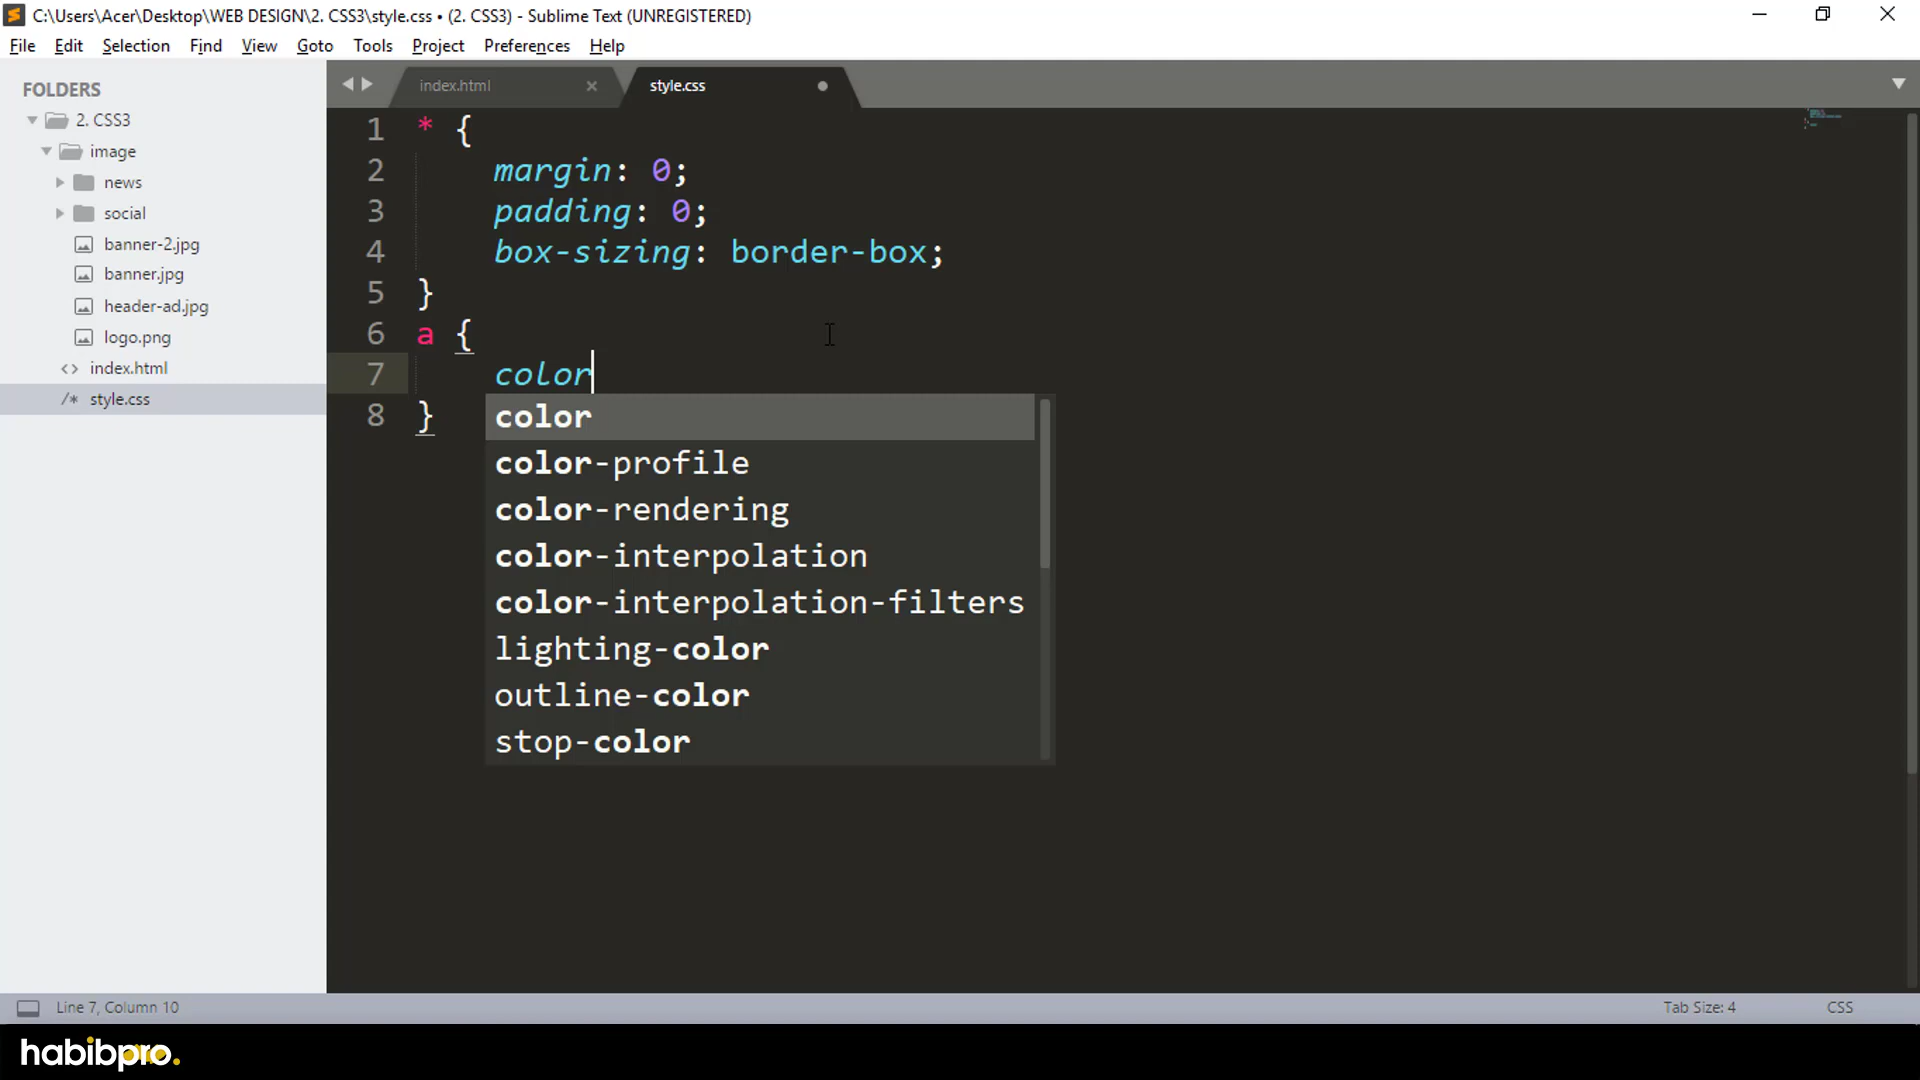 C:\Users\Acer\Desktop\WEB DESIGN\2. CSS3\style.css • (2. CSS3) - Sublime Text (UNREGISTERED)
File Edit Selection Find View Goto Tools Project Preferences Help
FOLDERS
2. CSS3
image
news
social
banner-2.jpg
banner.jpg
header-ad.jpg
logo.png
<> index.html
/* style.css
index.html ×
style.css
1 * {
2 margin: 0;
3 padding: 0;
4 box-sizing: border-box;
5 }
6 a {
7 color
8 }
color
color-profile
color-rendering
color-interpolation
color-interpolation-filters
lighting-color
outline-color
stop-color
Line 7, Column 10
Tab Size: 4
CSS
habibpro.